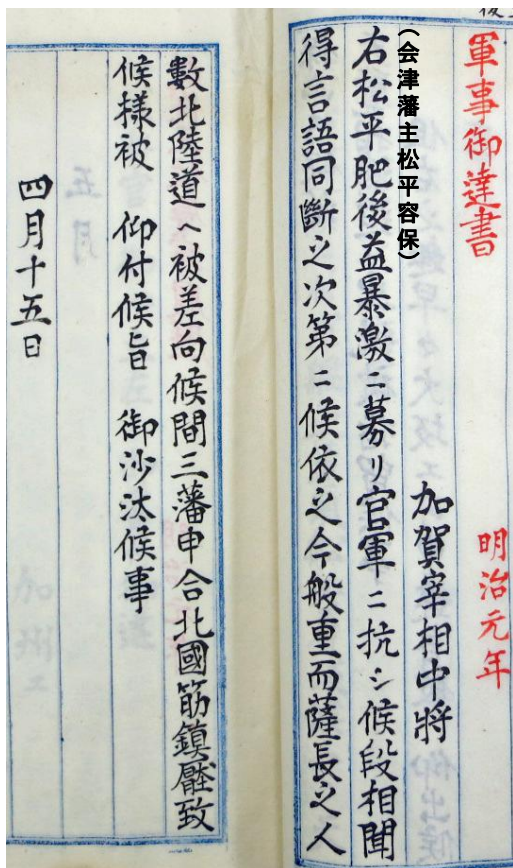 軍事御達書 明治元年
加賀宰相中將
(会津藩主松平容保)
右松平肥後益暴激ニ募リ官軍ニ抗シ候段相聞
得言語同斷之次第ニ候依之今般重而薩長之人
數北陸道ヘ被差向候間三藩申合北國筋鎮壓致
候様被 仰付候旨 御沙汰候事
四月十五日